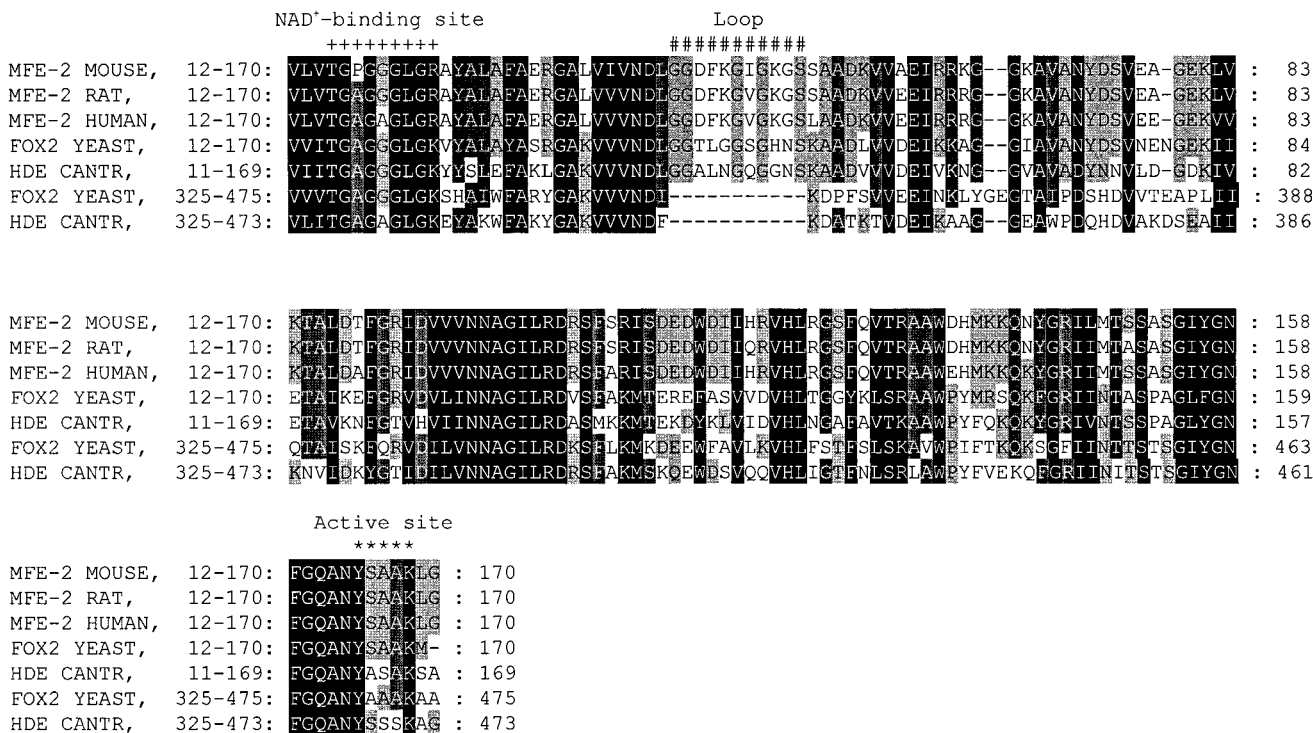 NAD⁺-binding site Loop
+++++++++ ###########
MFE-2 MOUSE, 12-170: VLVTGPGGGLGRAYALAFAERGALVIVNDLGGDFKGIGKGSSAADKVVAEIRRKG--GKAVANYDSVEA-GEKLV : 83
MFE-2 RAT, 12-170: VLVTGAGGGLGRAYALAFAERGALVVVNDLGGDFKGVGKGSSAADKVVEEIRRRG--GKAVANYDSVEA-GEKLV : 83
MFE-2 HUMAN, 12-170: VLVTGAGAGLGRAYALAFAERGALVVVNDLGGDFKGVGKGSLAADKVVEEIRRRG--GKAVANYDSVEE-GEKVV : 83
FOX2 YEAST, 12-170: VVITGAGGGLGKVYALAYASRGAKVVVNDLGGTLGGSGHNSKAADLVVDEIKKAG--GIAVANYDSVNENGEKII : 84
HDE CANTR, 11-169: VIITGAGGGLGKYYSLEFAKLGAKVVVNDLGGALNGQGGNSKAADVVVDEIVKNG--GVAVADYNNVLD-GDKIV : 82
FOX2 YEAST, 325-475: VVVTGAGGGLGKSHAIWFARYGAKVVVNDI-----------KDPFSVVEEINKLYGEGTAIPDSHDVVTEAPLII : 388
HDE CANTR, 325-473: VLITGAGAGLGKEYAKWFAKYGAKVVVNDF-----------KDATKTVDEIKAAG--GEAWPDQHDVAKDSEAII : 386
MFE-2 MOUSE, 12-170: KTALDTFGRIDVVVNNAGILRDRSFSRISDEDWDIIHRVHLRGSFQVTRAAWDHMKKQNYGRILMTSSASGIYGN : 158
MFE-2 RAT, 12-170: KTALDTFGRIDVVVNNAGILRDRSFSRISDEDWDIIQRVHLRGSFQVTRAAWDHMKKQNYGRIIMTASASGIYGN : 158
MFE-2 HUMAN, 12-170: KTALDAFGRIDVVVNNAGILRDRSFARISDEDWDIIHRVHLRGSFQVTRAAWEHMKKQKYGRIIMTSSASGIYGN : 158
FOX2 YEAST, 12-170: ETAIKEFGRVDVLINNAGILRDVSFAKMTEREFASVVDVHLTGGYKLSRAAWPYMRSQKFGRIINTASPAGLFGN : 159
HDE CANTR, 11-169: ETAVKNFGTVHVIINNAGILRDASMKKMTEKDYKLVIDVHLNGAFAVTKAAWPYFQKQKYGRIVNTSSPAGLYGN : 157
FOX2 YEAST, 325-475: QTALSKFQRVDILVNNAGILRDKSFLKMKDEEWFAVLKVHLFSTFSLSKAVWPIFTKQKSGFIINTTSTSGIYGN : 463
HDE CANTR, 325-473: KNVIDKYGTIDILVNNAGILRDRSFAKMSKQEWDSVQQVHLIGTFNLSRLAWPYFVEKQFGRIINITSTSGIYGN : 461
Active site
*****
MFE-2 MOUSE, 12-170: FGQANYSAAKLG : 170
MFE-2 RAT, 12-170: FGQANYSAAKLG : 170
MFE-2 HUMAN, 12-170: FGQANYSAAKLG : 170
FOX2 YEAST, 12-170: FGQANYSAAKM- : 170
HDE CANTR, 11-169: FGQANYASAKSA : 169
FOX2 YEAST, 325-475: FGQANYAAAKAA : 475
HDE CANTR, 325-473: FGQANYSSSKAG : 473